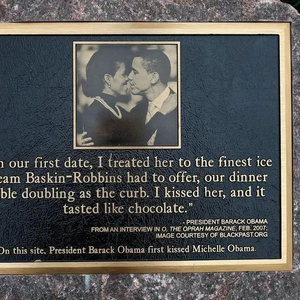 n our first date, I treated her to the finest ice
eam Baskin-Robbins had to offer, our dinner
ble doubling as the curb. I kissed her, and it
tasted like chocolate."
- PRESIDENT BARACK OBAMA
FROM AN INTERVIEW IN O, THE OPRAH MAGAZINE, FEB. 2007;
IMAGE COURTESY OF BLACKPAST.ORG
On this site, President Barack Obama first kissed Michelle Obama.